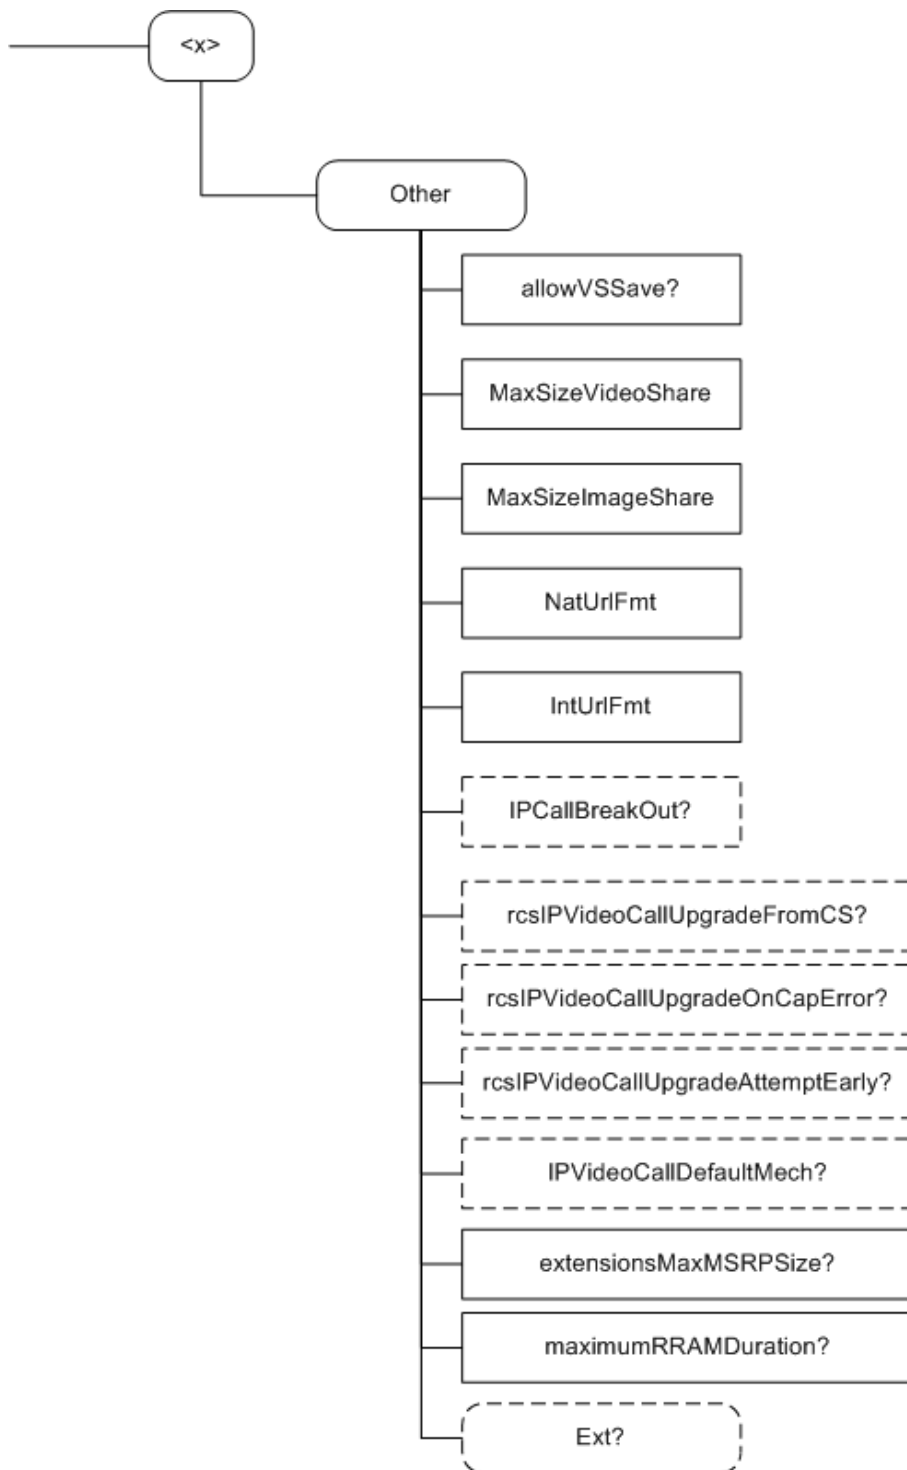 <x>
Other
allowVSSave?
MaxSizeVideoShare
MaxSizeImageShare
NatUrlFmt
IntUrlFmt
IPCallBreakOut?
rcsIPVideoCallUpgradeFromCS?
rcsIPVideoCallUpgradeOnCapError?
rcsIPVideoCallUpgradeAttemptEarly?
IPVideoCallDefaultMech?
extensionsMaxMSRPSize?
maximumRRAMDuration?
Ext?